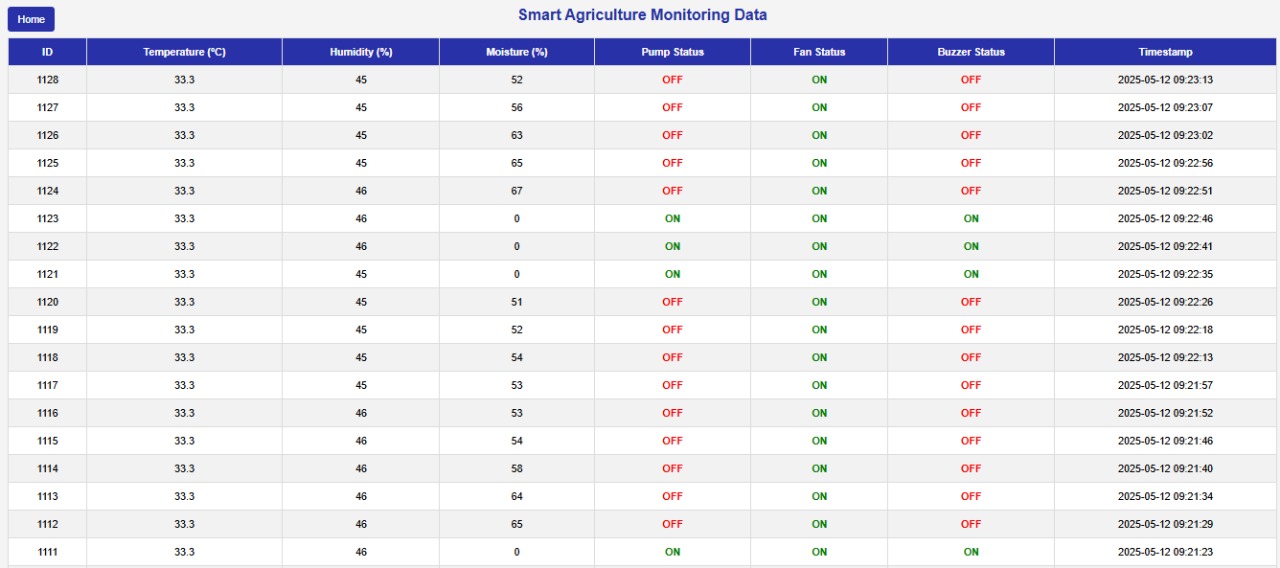 Home
Smart Agriculture Monitoring Data
ID Temperature (ºC) Humidity (%) Moisture (%) Pump Status Fan Status Buzzer Status Timestamp
1128 33.3 45 52 OFF ON OFF 2025-05-12 09:23:13
1127 33.3 45 56 OFF ON OFF 2025-05-12 09:23:07
1126 33.3 45 63 OFF ON OFF 2025-05-12 09:23:02
1125 33.3 45 65 OFF ON OFF 2025-05-12 09:22:56
1124 33.3 46 67 OFF ON OFF 2025-05-12 09:22:51
1123 33.3 46 0 ON ON ON 2025-05-12 09:22:46
1122 33.3 46 0 ON ON ON 2025-05-12 09:22:41
1121 33.3 45 0 ON ON ON 2025-05-12 09:22:35
1120 33.3 45 51 OFF ON OFF 2025-05-12 09:22:26
1119 33.3 45 52 OFF ON OFF 2025-05-12 09:22:18
1118 33.3 45 54 OFF ON OFF 2025-05-12 09:22:13
1117 33.3 45 53 OFF ON OFF 2025-05-12 09:21:57
1116 33.3 46 53 OFF ON OFF 2025-05-12 09:21:52
1115 33.3 46 54 OFF ON OFF 2025-05-12 09:21:46
1114 33.3 46 58 OFF ON OFF 2025-05-12 09:21:40
1113 33.3 46 64 OFF ON OFF 2025-05-12 09:21:34
1112 33.3 46 65 OFF ON OFF 2025-05-12 09:21:29
1111 33.3 46 0 ON ON ON 2025-05-12 09:21:23